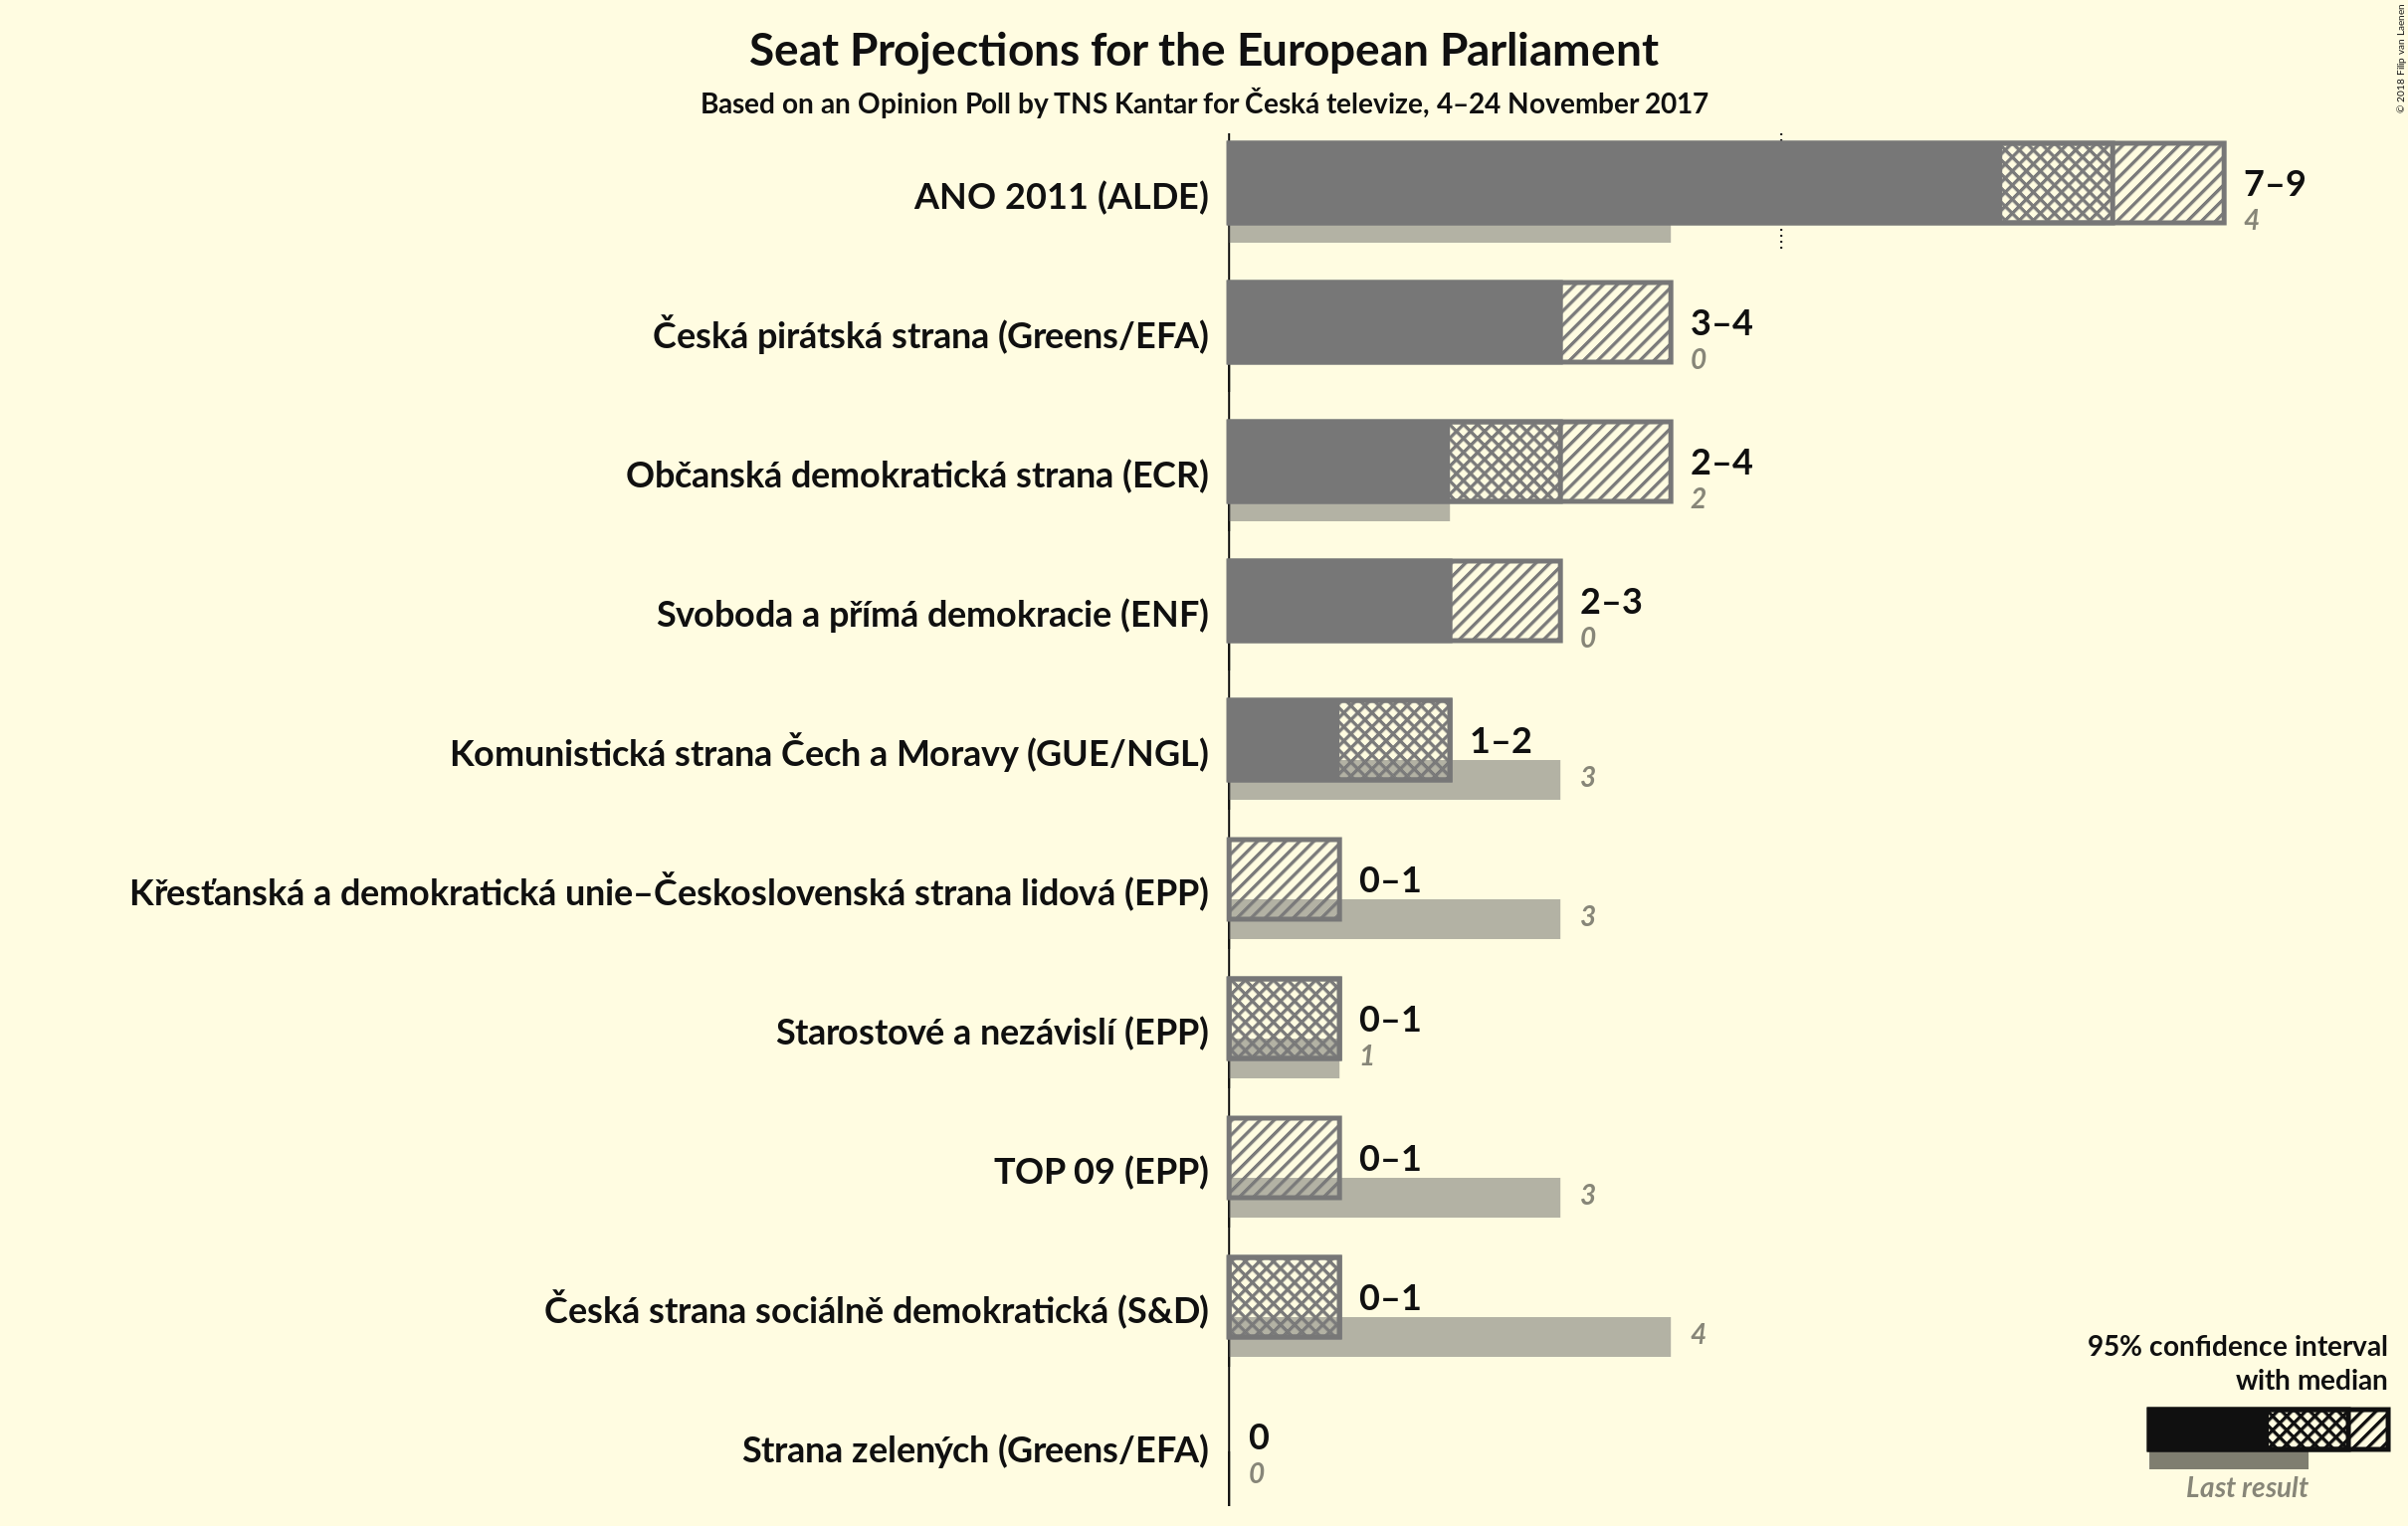 Seat Projections for the European Parliament
Based on an Opinion Poll by TNS Kantar for Česká televize, 4–24 November 2017
© 2018 Filip van Laenen
ANO 2011 (ALDE)
7–9
4
Česká pirátská strana (Greens/EFA)
3–4
0
Občanská demokratická strana (ECR)
2–4
2
Svoboda a přímá demokracie (ENF)
2–3
0
Komunistická strana Čech a Moravy (GUE/NGL)
1–2
3
Křesťanská a demokratická unie–Československá strana lidová (EPP)
0–1
3
Starostové a nezávislí (EPP)
0–1
1
TOP 09 (EPP)
0–1
3
Česká strana sociálně demokratická (S&D)
0–1
4
Strana zelených (Greens/EFA)
0
0
95% confidence interval
with median
Last result